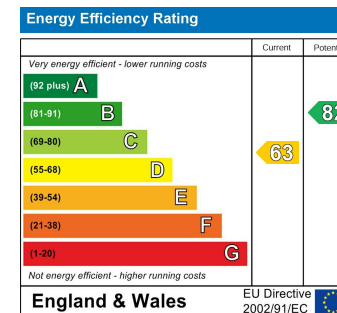 Energy Efficiency Rating
Current Potent
Very energy efficient - lower running costs
(92 plus) A
(81-91) B
(69-80) C
(55-68) D
(39-54) E
(21-38) F
(1-20) G
63
Not energy efficient - higher running costs
England & Wales
EU Directive
2002/91/EC